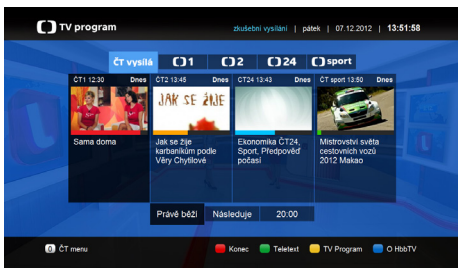 TV program
zkušební vysílání | pátek | 07.12.2012 | 13:51:58
ČT vysílá 1 2 24 sport
ČT1 12:30 Dnes ČT2 13:45 Dnes ČT24 13:43 Dnes ČT sport 13:50 Dnes
JAK SE ŽIJE
Sama doma
Jak se žije
karbaníkům podle
Věry Chytilové
Ekonomika ČT24,
Sport, Předpověď
počasí
Mistrovství světa
cestovních vozů
2012 Makao
Právě běží Následuje 20:00
0 ČT menu Konec Teletext TV Program O HbbTV